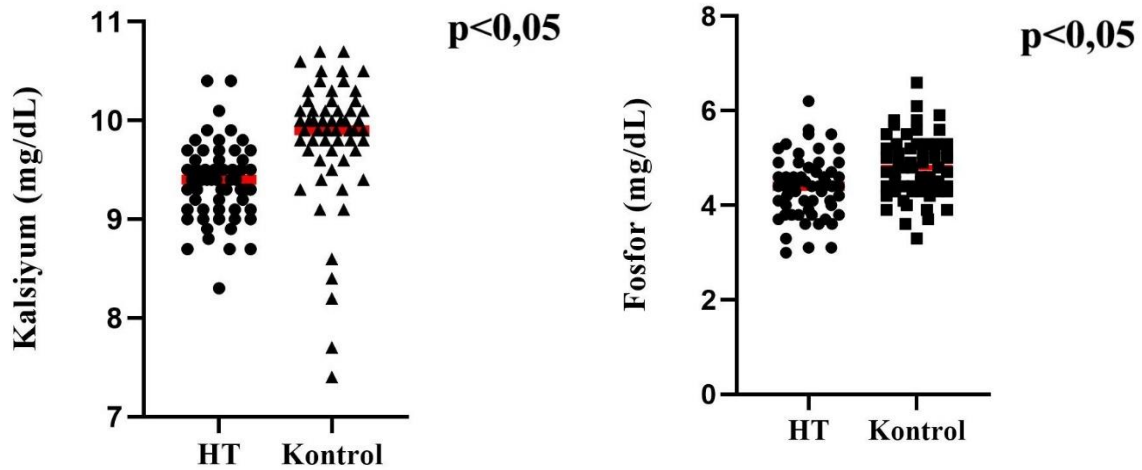 Kalsiyum (mg/dL)
11
10
9
8
7
HT
Kontrol
p<0,05
Fosfor (mg/dL)
8
6
4
2
0
HT
Kontrol
p<0,05